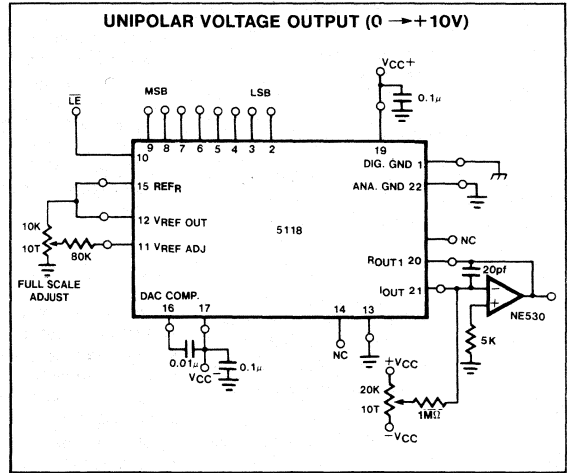 UNIPOLAR VOLTAGE OUTPUT (0 →+10V)
VCC+
LE
MSB
LSB
0.1μ
9 8 7 6 5 4 3 2
19
10
DIG. GND 1
15 REFR
ANA. GND 22
12 VREF OUT
10K
10T
80K
11 VREF ADJ
5118
NC
FULL SCALE
ADJUST
ROUT1 20
20pf
IOUT 21
NE530
DAC COMP.
16 17
14 13
5K
0.01μ
0.1μ
VCC-
NC
+VCC
20K
10T
1MΩ
-VCC
- +